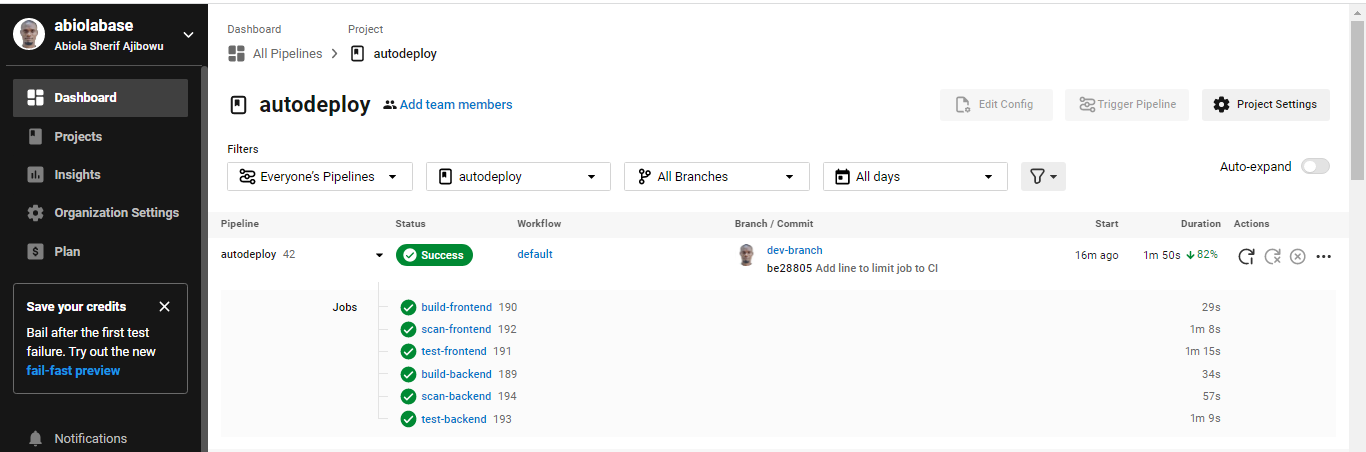 abiolabase
Abiola Sherif Ajibowu
Dashboard
Projects
Insights
Organization Settings
Plan
Save your credits
Bail after the first test
failure. Try out the new
fail-fast preview
Notifications
Dashboard Project
All Pipelines autodeploy
autodeploy Add team members Edit Config Trigger Pipeline Project Settings
Filters
Everyone's Pipelines autodeploy All Branches All days Auto-expand
Pipeline Status Workflow Branch / Commit Start Duration Actions
autodeploy 42 Success default dev-branch 16m ago 1m 50s 82%
be28805 Add line to limit job to CI
Jobs build-frontend 190 29s
scan-frontend 192 1m 8s
test-frontend 191 1m 15s
build-backend 189 34s
scan-backend 194 57s
test-backend 193 1m 9s